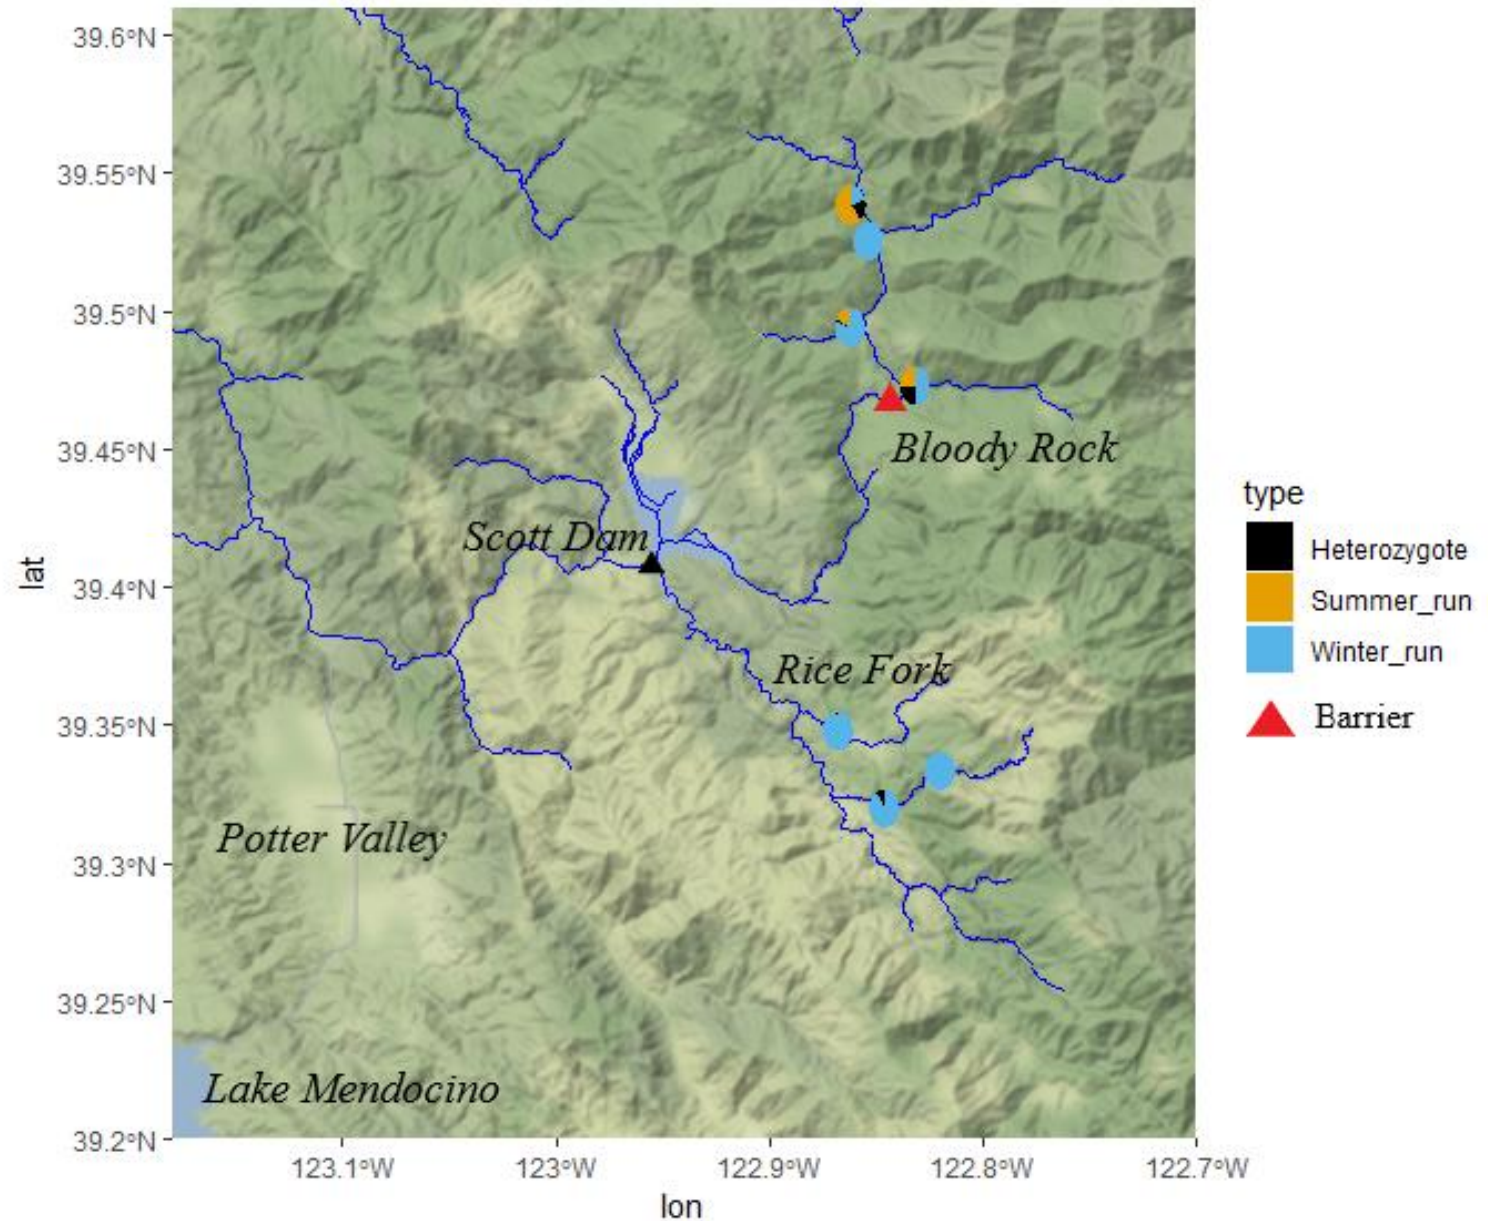 39.6°N
39.55°N
39.5°N
39.45°N
39.4°N
39.35°N
39.3°N
39.25°N
39.2°N
lat
Bloody Rock
Scott Dam
Rice Fork
Potter Valley
Lake Mendocino
123.1°W
123°W
122.9°W
122.8°W
122.7°W
lon
type
Heterozygote
Summer_run
Winter_run
Barrier